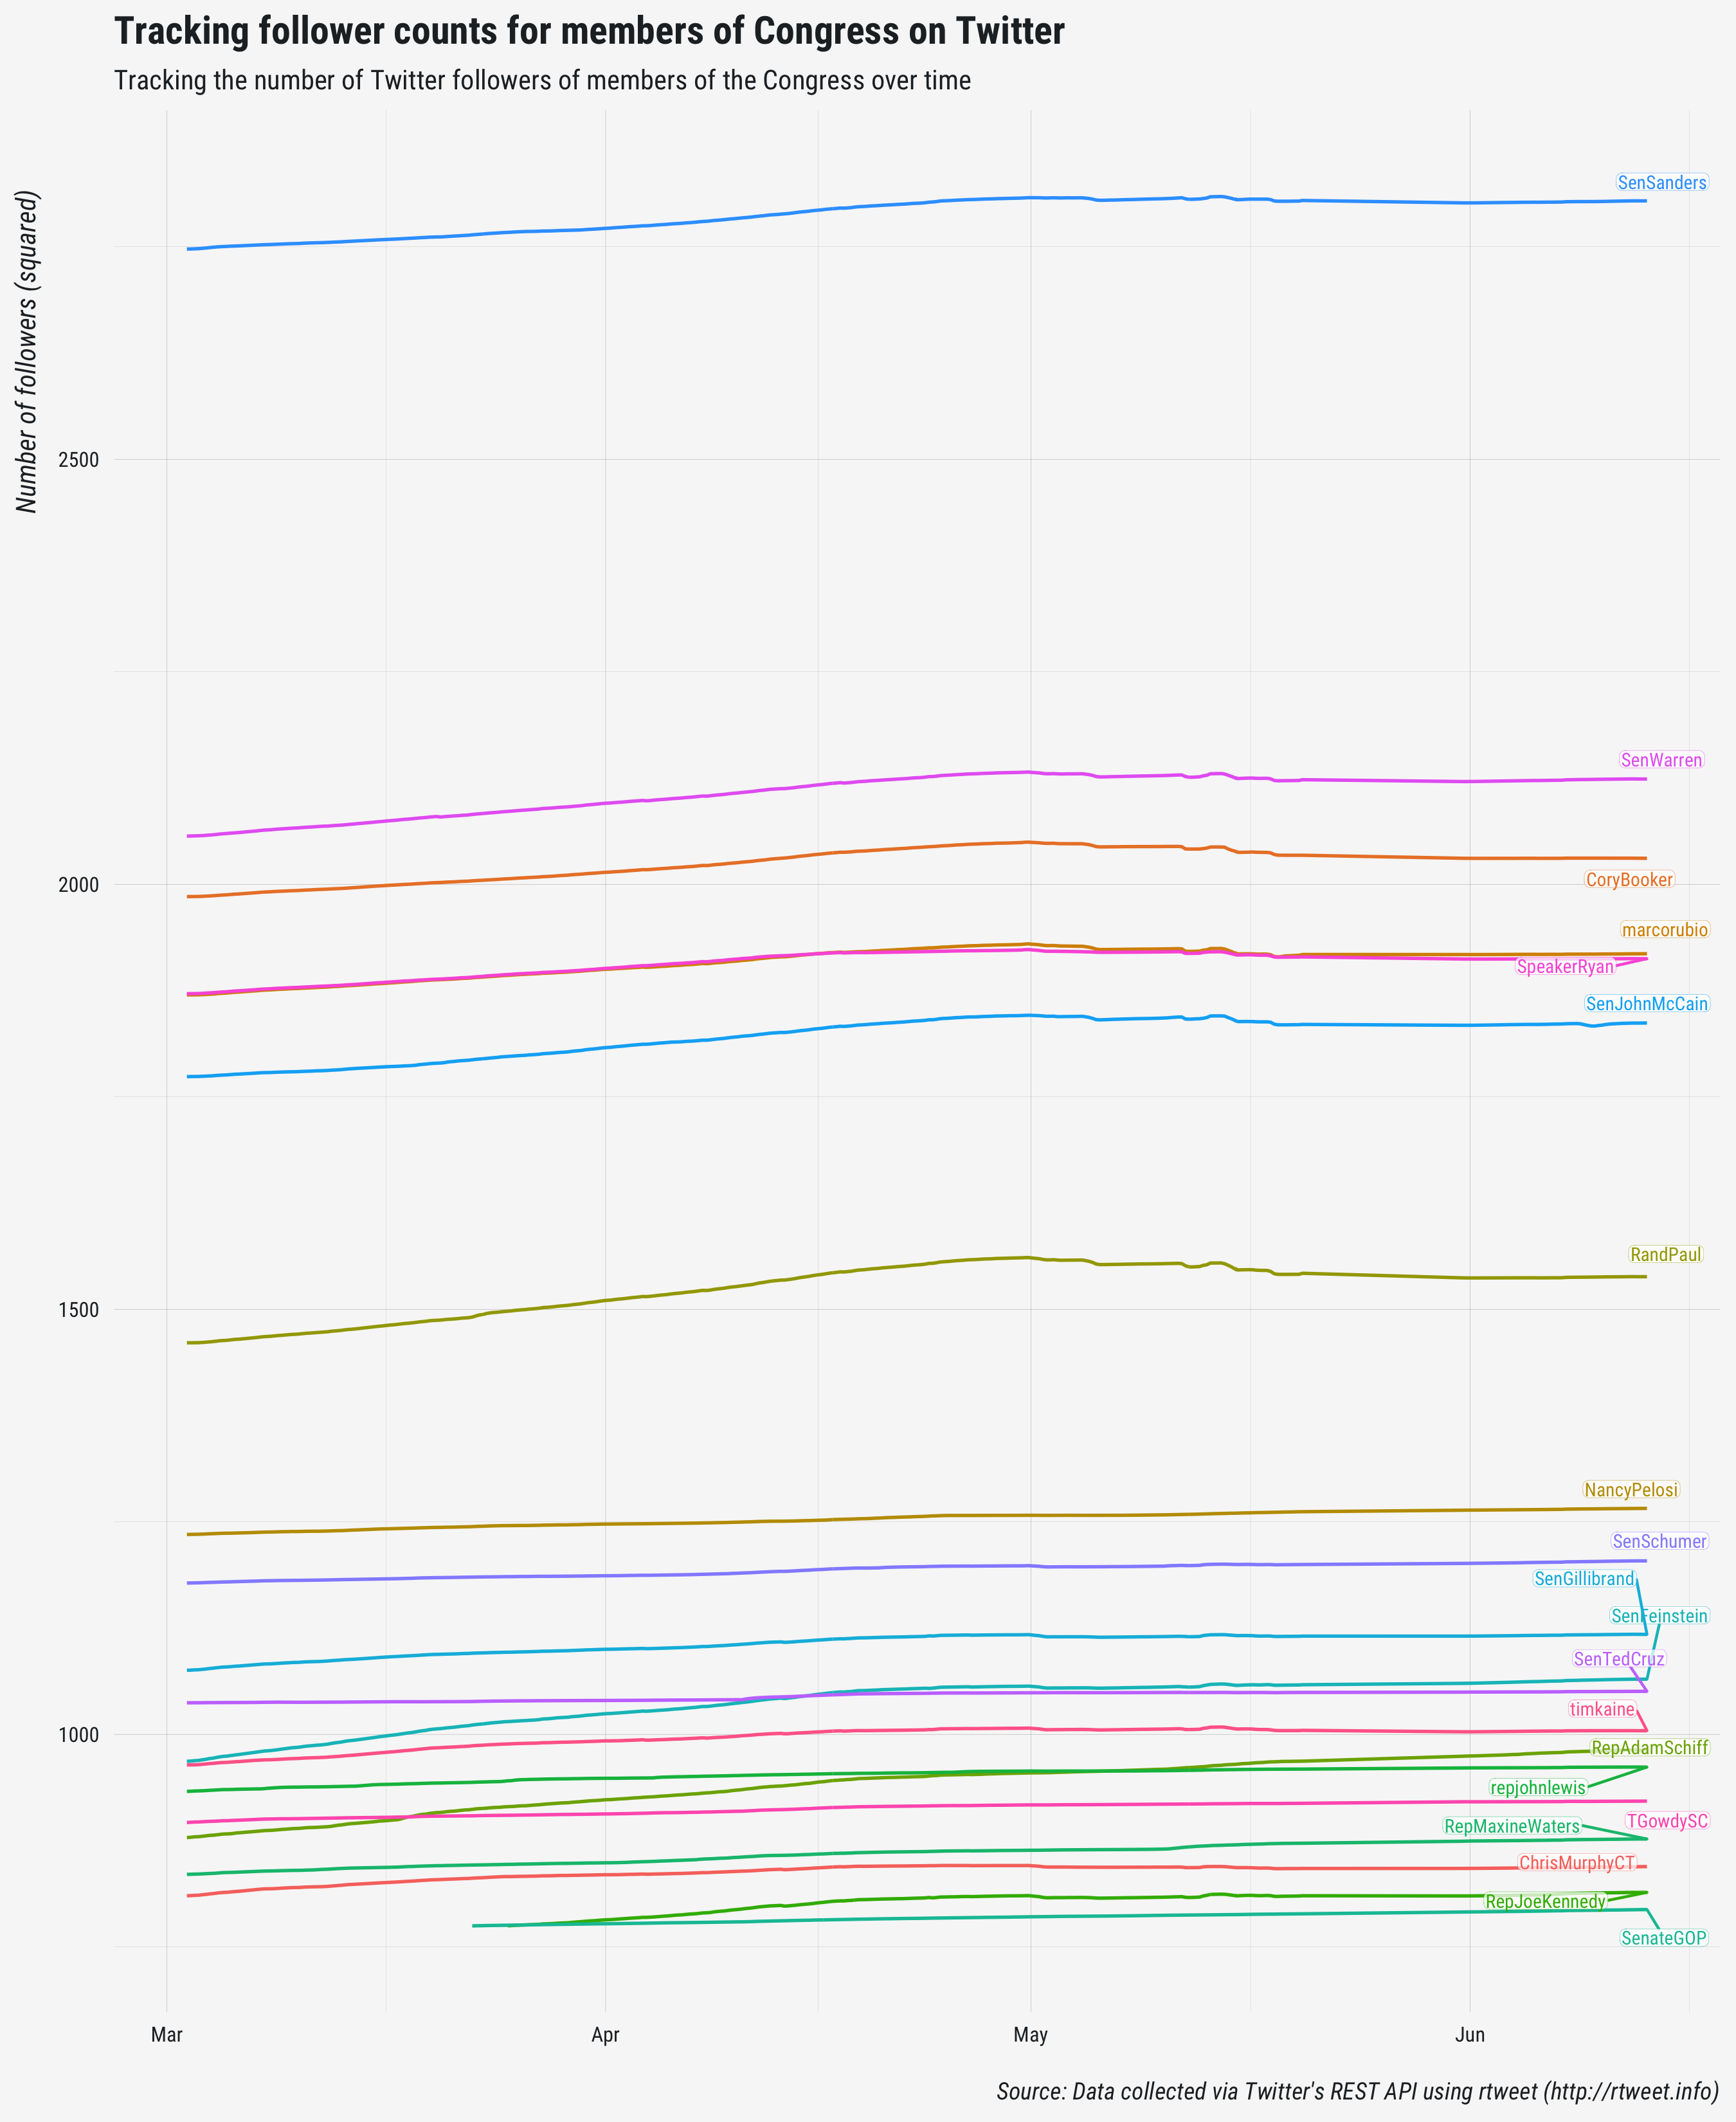 Tracking follower counts for members of Congress on Twitter
Tracking the number of Twitter followers of members of the Congress over time
Number of followers (squared)
SenSanders
2500
SenWarren
2000
CoryBooker
marcorubio
SpeakerRyan
SenJohnMcCain
RandPaul
1500
NancyPelosi
SenSchumer
SenGillibrand
SenFeinstein
SenTedCruz
timkaine
1000
RepAdamSchiff
repjohnlewis
TGowdySC
RepMaxineWaters
ChrisMurphyCT
RepJoeKennedy
SenateGOP
Mar Apr May Jun
Source: Data collected via Twitter's REST API using rtweet (http://rtweet.info)